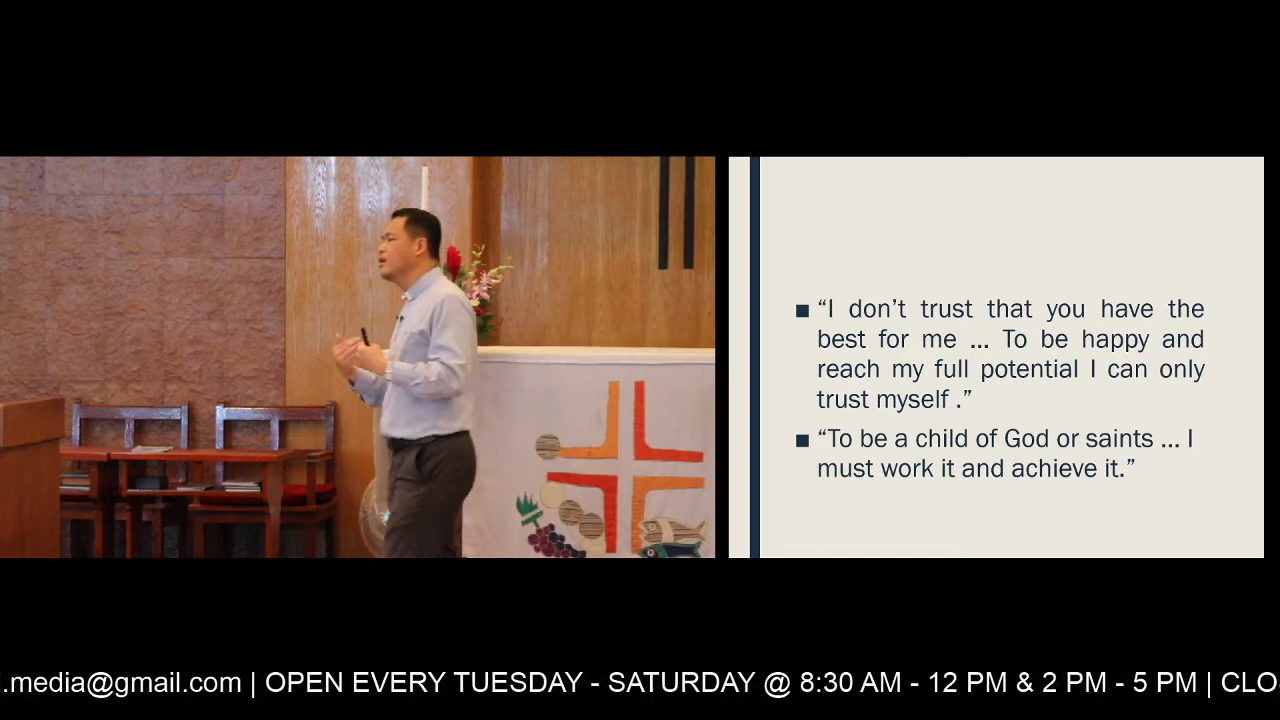 ■ “I don’t trust that you have the
best for me ... To be happy and
reach my full potential I can only
trust myself .”
■ “To be a child of God or saints ... I
must work it and achieve it.”
.media@gmail.com | OPEN EVERY TUESDAY - SATURDAY @ 8:30 AM - 12 PM & 2 PM - 5 PM | CLO